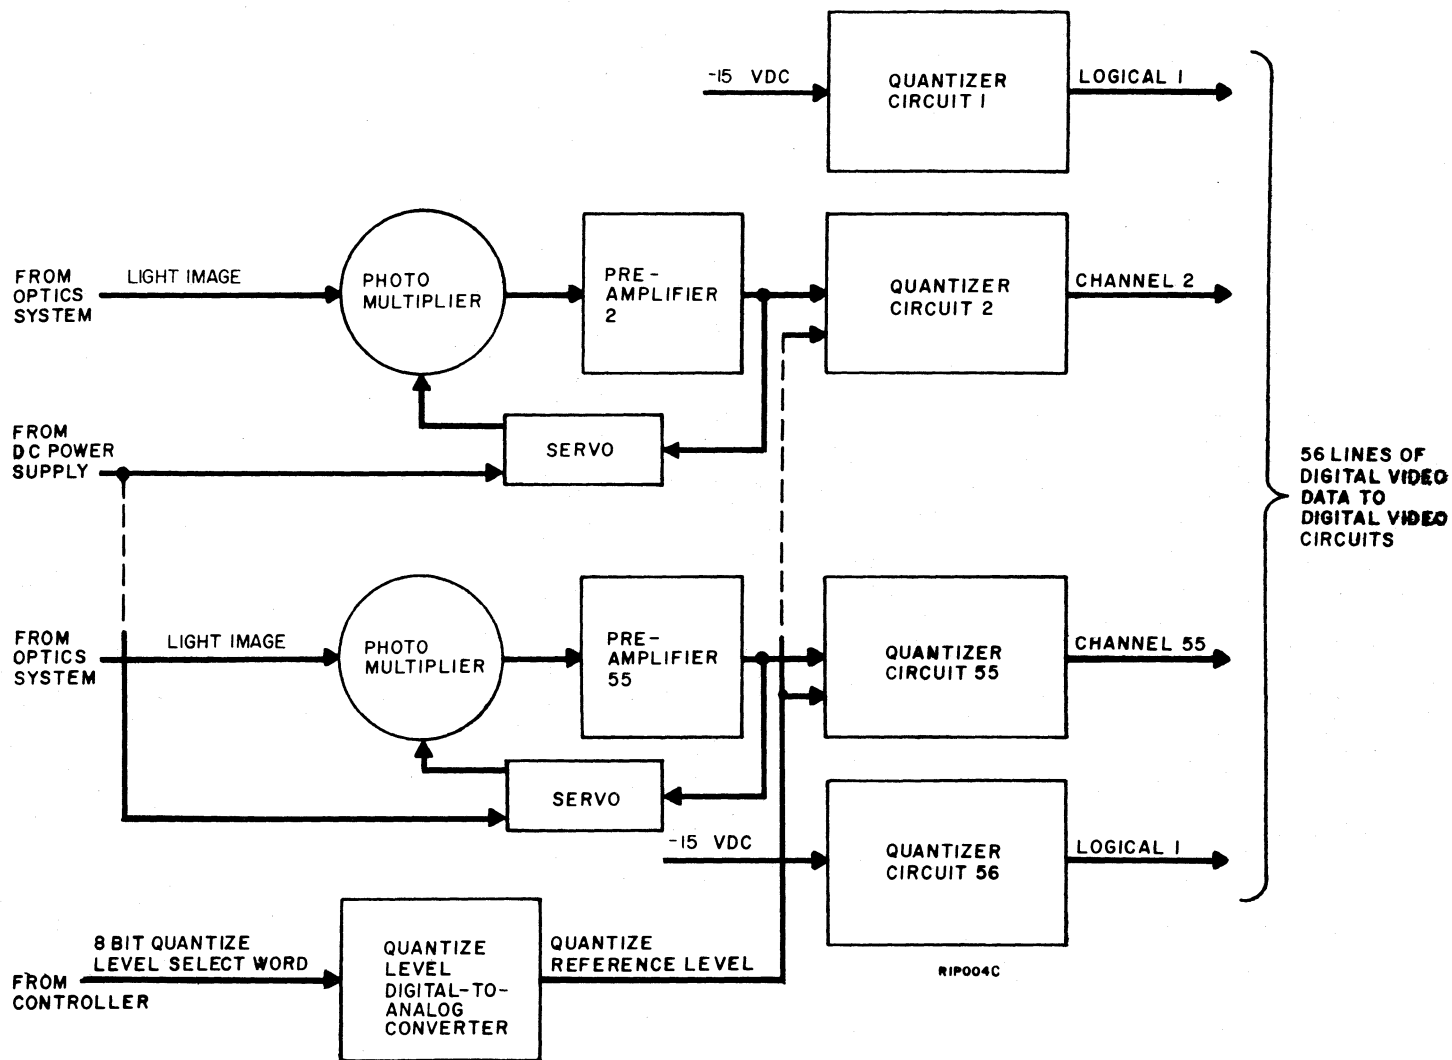 -15 VDC
QUANTIZER
CIRCUIT 1
LOGICAL 1
FROM
OPTICS
SYSTEM
LIGHT IMAGE
PHOTO
MULTIPLIER
PRE-
AMPLIFIER
2
QUANTIZER
CIRCUIT 2
CHANNEL 2
FROM
DC POWER
SUPPLY
SERVO
56 LINES OF
DIGITAL VIDEO
DATA TO
DIGITAL VIDEO
CIRCUITS
FROM
OPTICS
SYSTEM
LIGHT IMAGE
PHOTO
MULTIPLIER
PRE-
AMPLIFIER
55
QUANTIZER
CIRCUIT 55
CHANNEL 55
SERVO
-15 VDC
QUANTIZER
CIRCUIT 56
LOGICAL 1
8 BIT QUANTIZE
LEVEL SELECT WORD
FROM
CONTROLLER
QUANTIZE
LEVEL
DIGITAL-TO-
ANALOG
CONVERTER
QUANTIZE
REFERENCE LEVEL
RIP004C